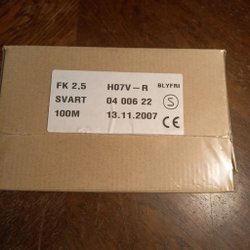 FK 2,5 H07V-R BLYFRI
SVART 04 006 22 S
100M 13.11.2007 CE